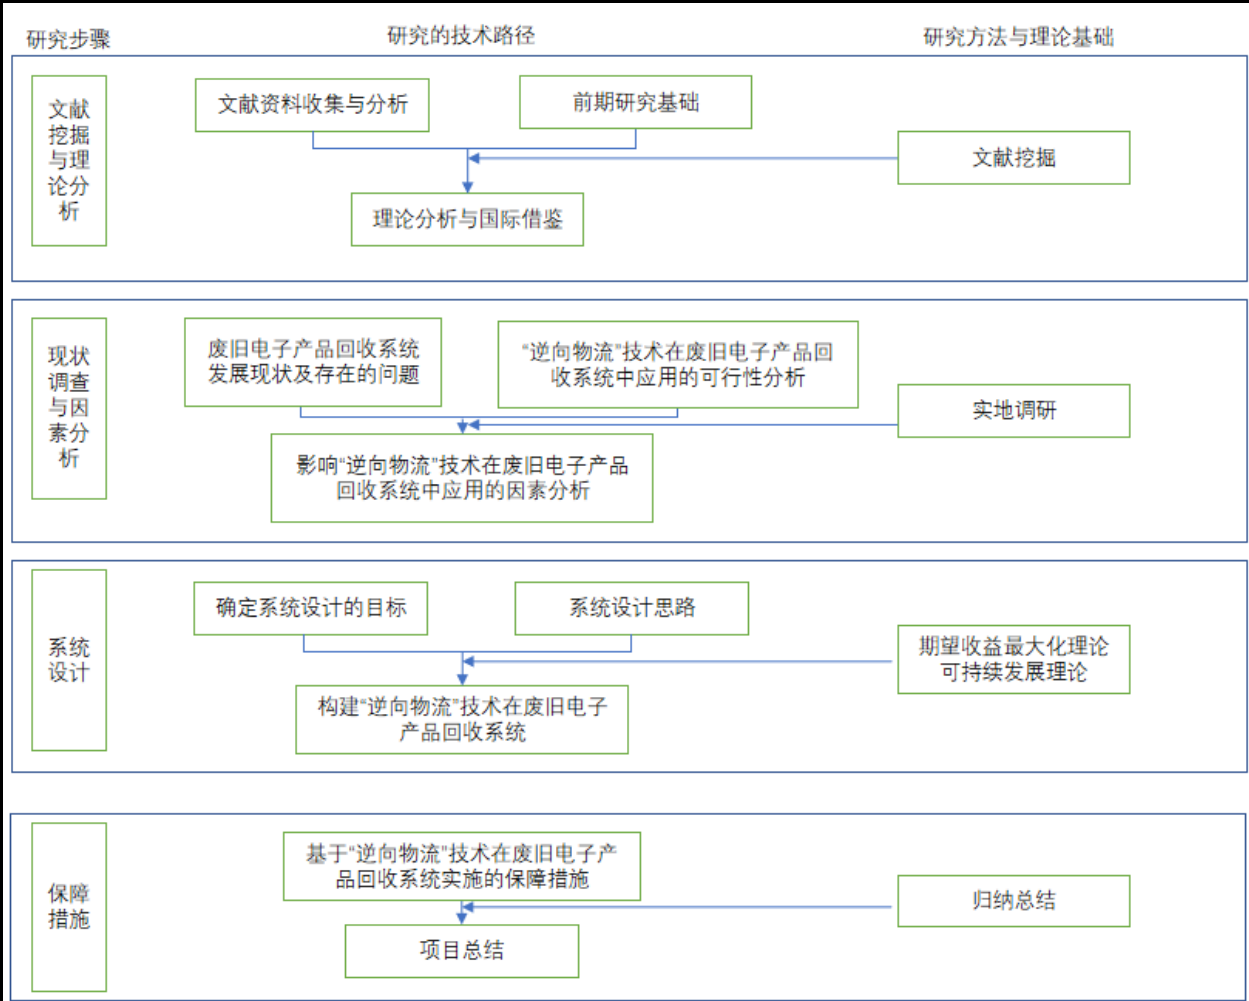 研究步骤
研究的技术路径
研究方法与理论基础
文献
挖掘
与理
论分
析
文献资料收集与分析
前期研究基础
文献挖掘
理论分析与国际借鉴
现状
调查
与因
素分
析
废旧电子产品回收系统
发展现状及存在的问题
“逆向物流”技术在废旧电子产品回
收系统中应用的可行性分析
实地调研
影响“逆向物流”技术在废旧电子产品
回收系统中应用的因素分析
系统
设计
确定系统设计的目标
系统设计思路
期望收益最大化理论
可持续发展理论
构建“逆向物流”技术在废旧电子
产品回收系统
保障
措施
基于“逆向物流”技术在废旧电子产
品回收系统实施的保障措施
归纳总结
项目总结